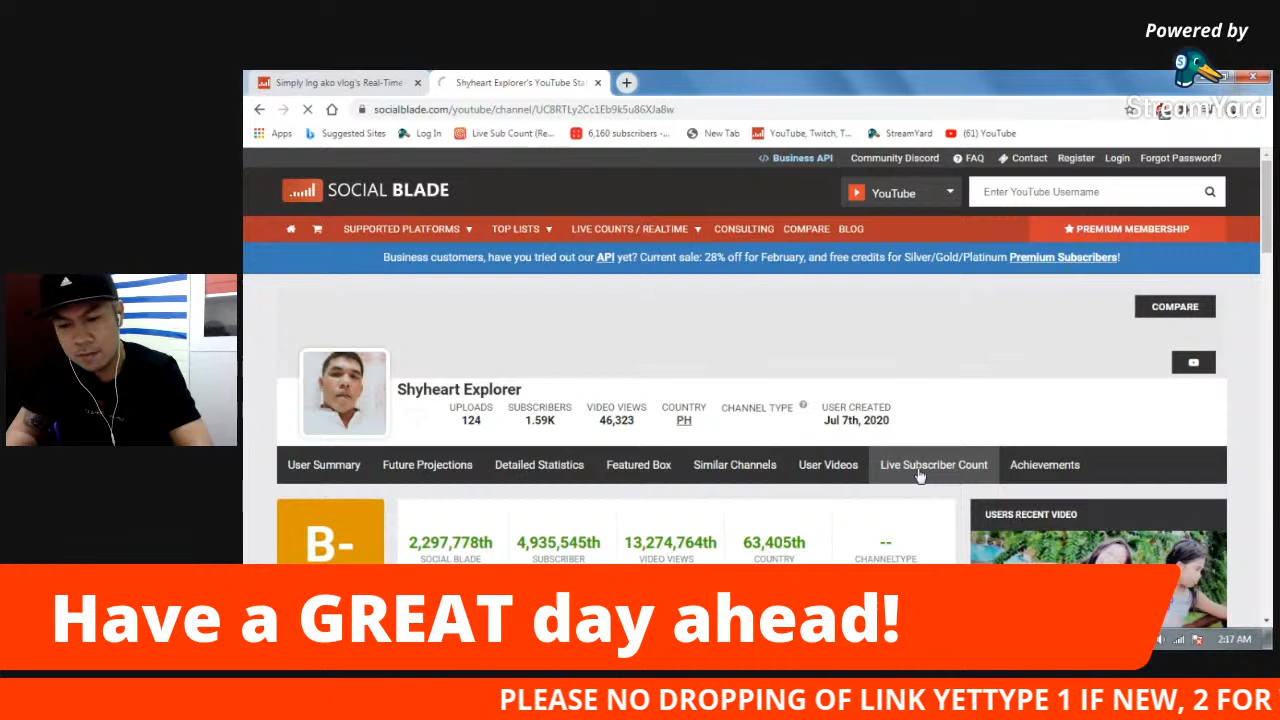 Powered by
StreamYard
Simply Ing ako vlog's Real-Time
Shyheart Explorer's YouTube Sta
socialblade.com/youtube/channel/UC8RTLy2Cc1Eb9k5u86XJa8w
Apps Suggested Sites Log In Live Sub Count (Re... 6,160 subscribers -... New Tab YouTube, Twitch, T... StreamYard (61) YouTube
Business API Community Discord FAQ Contact Register Login Forgot Password?
SOCIAL BLADE YouTube Enter YouTube Username
SUPPORTED PLATFORMS TOP LISTS LIVE COUNTS / REALTIME CONSULTING COMPARE BLOG PREMIUM MEMBERSHIP
Business customers, have you tried out our API yet? Current sale: 28% off for February, and free credits for Silver/Gold/Platinum Premium Subscribers!
COMPARE
Shyheart Explorer
UPLOADS SUBSCRIBERS VIDEO VIEWS COUNTRY CHANNEL TYPE USER CREATED
124 1.59K 46,323 PH Jul 7th, 2020
User Summary Future Projections Detailed Statistics Featured Box Similar Channels User Videos Live Subscriber Count Achievements
B-
2,297,778th 4,935,545th 13,274,764th 63,405th --
SOCIAL BLADE SUBSCRIBER VIDEO VIEWS COUNTRY CHANNELTYPE
USERS RECENT VIDEO
Have a GREAT day ahead!
2:17 AM
PLEASE NO DROPPING OF LINK YETTYPE 1 IF NEW, 2 FOR